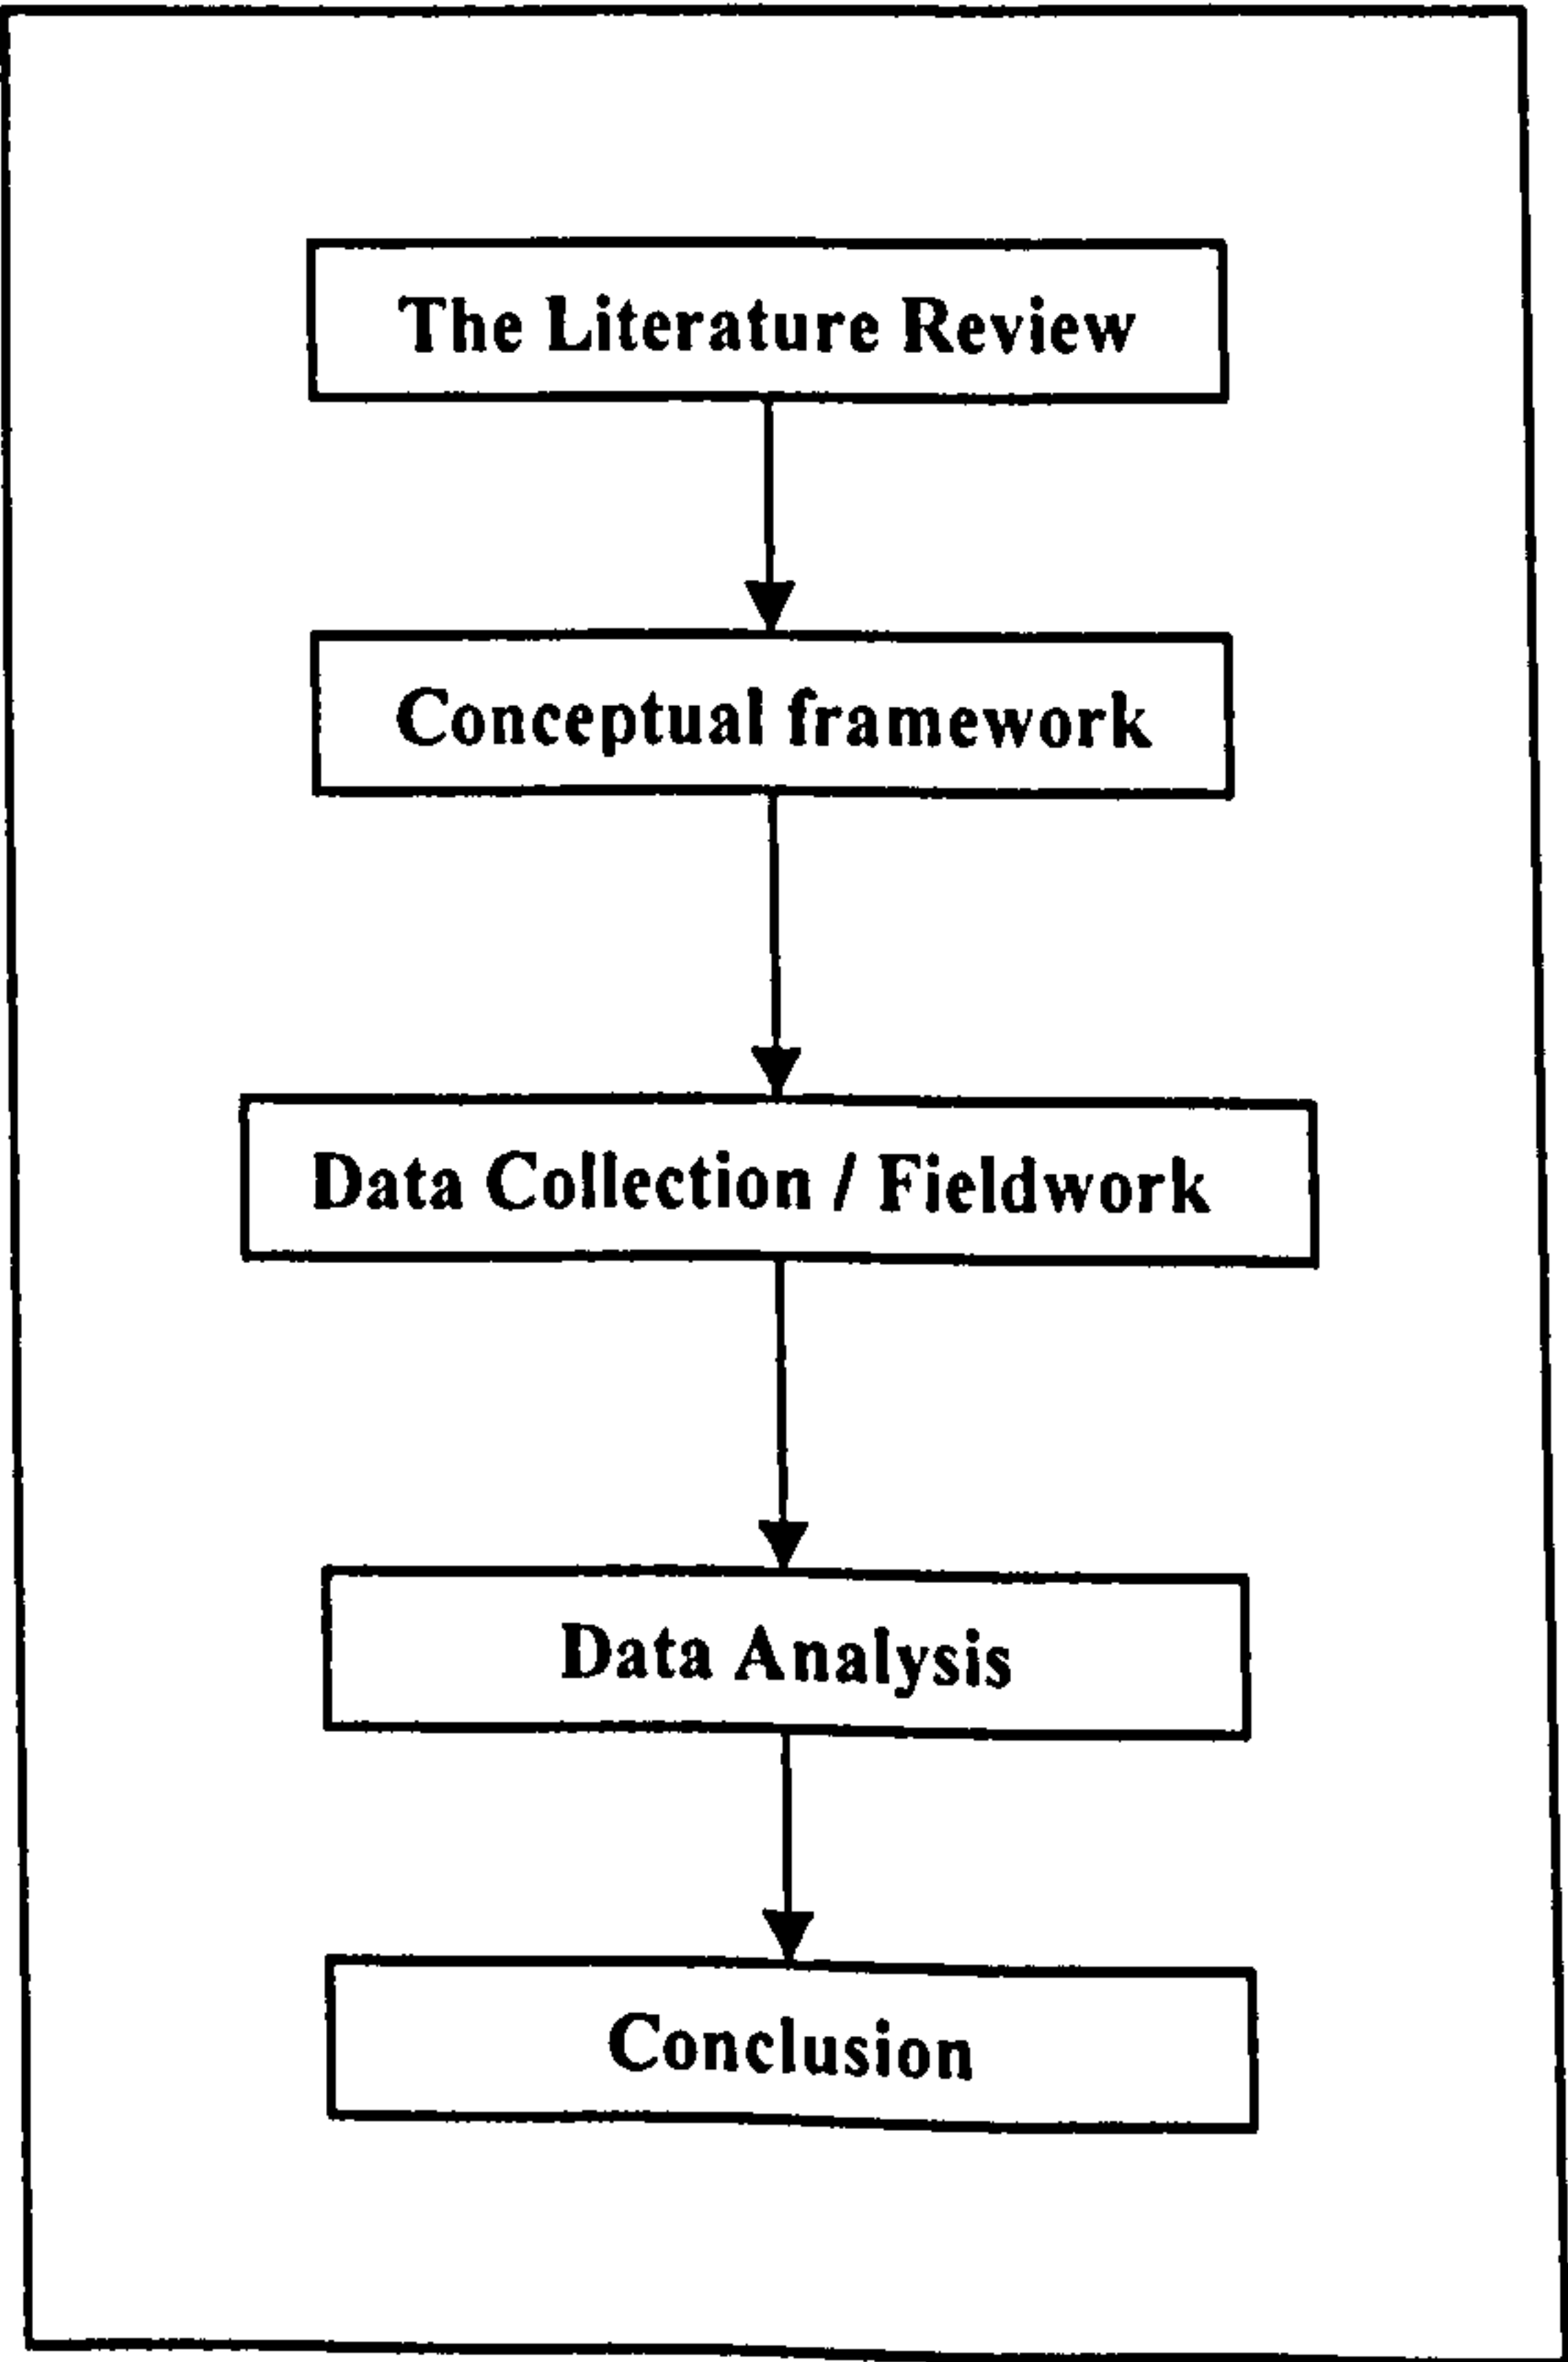 The Literature Review
Conceptual framework
Data Collection / Fieldwork
Data Analysis
Conclusion